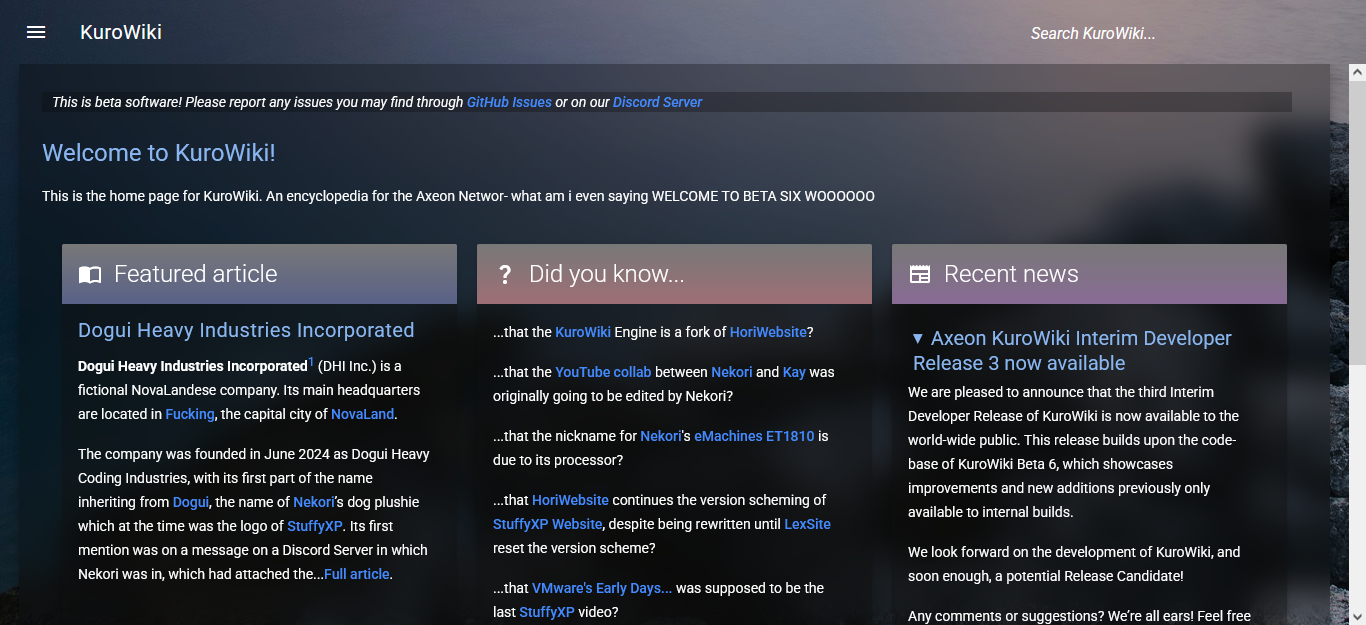 KuroWiki
Search KuroWiki...
This is beta software! Please report any issues you may find through GitHub Issues or on our Discord Server
Welcome to KuroWiki!
This is the home page for KuroWiki. An encyclopedia for the Axeon Networ- what am i even saying WELCOME TO BETA SIX WOOOOOO
Featured article
Dogui Heavy Industries Incorporated
Dogui Heavy Industries Incorporated1 (DHI Inc.) is a
fictional NovaLandese company. Its main headquarters
are located in Fucking, the capital city of NovaLand.
The company was founded in June 2024 as Dogui Heavy
Coding Industries, with its first part of the name
inheriting from Dogui, the name of Nekori's dog plushie
which at the time was the logo of StuffyXP. Its first
mention was on a message on a Discord Server in which
Nekori was in, which had attached the...Full article.
Did you know...
...that the KuroWiki Engine is a fork of HoriWebsite?
...that the YouTube collab between Nekori and Kay was
originally going to be edited by Nekori?
...that the nickname for Nekori's eMachines ET1810 is
due to its processor?
...that HoriWebsite continues the version scheming of
StuffyXP Website, despite being rewritten until LexSite
reset the version scheme?
...that VMware's Early Days... was supposed to be the
last StuffyXP video?
Recent news
▼ Axeon KuroWiki Interim Developer
Release 3 now available
We are pleased to announce that the third Interim
Developer Release of KuroWiki is now available to the
world-wide public. This release builds upon the code-
base of KuroWiki Beta 6, which showcases
improvements and new additions previously only
available to internal builds.
We look forward on the development of KuroWiki, and
soon enough, a potential Release Candidate!
Any comments or suggestions? We're all ears! Feel free